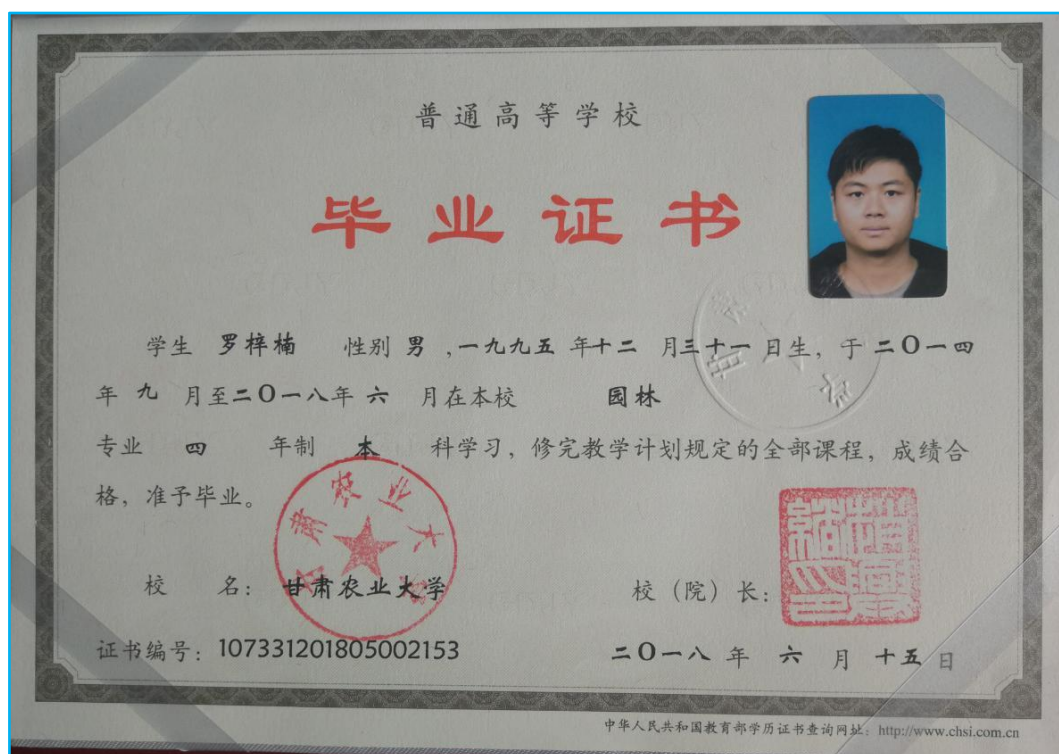 普通高等学校
毕业证书
学生 罗梓楠 性别 男 ,一九九五 年十二 月三十一日生，于 二〇一四
年 九 月至二〇一八年 六 月在本校 园林
专业 四 年制 本 科学习，修完教学计划规定的全部课程，成绩合
格，准予毕业。
校 名：甘肃农业大学
校（院）长：
证书编号：107331201805002153
二〇一八 年 六 月 十五 日
中华人民共和国教育部学历证书查询网址：http://www.chsi.com.cn